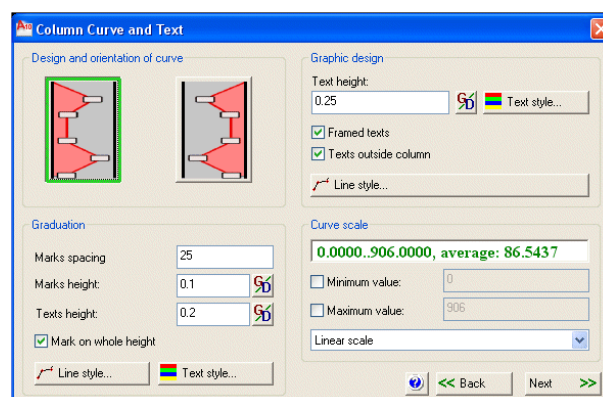 Column Curve and Text
Design and orientation of curve
Graphic design
Text height:
0.25
G/D
Text style...
Framed texts
Texts outside column
Line style...
Graduation
Marks spacing
25
Marks height:
0.1
G/D
Texts height:
0.2
G/D
Mark on whole height
Line style...
Text style...
Curve scale
0.0000..906.0000, average: 86.5437
Minimum value:
0
Maximum value:
906
Linear scale
<< Back
Next >>